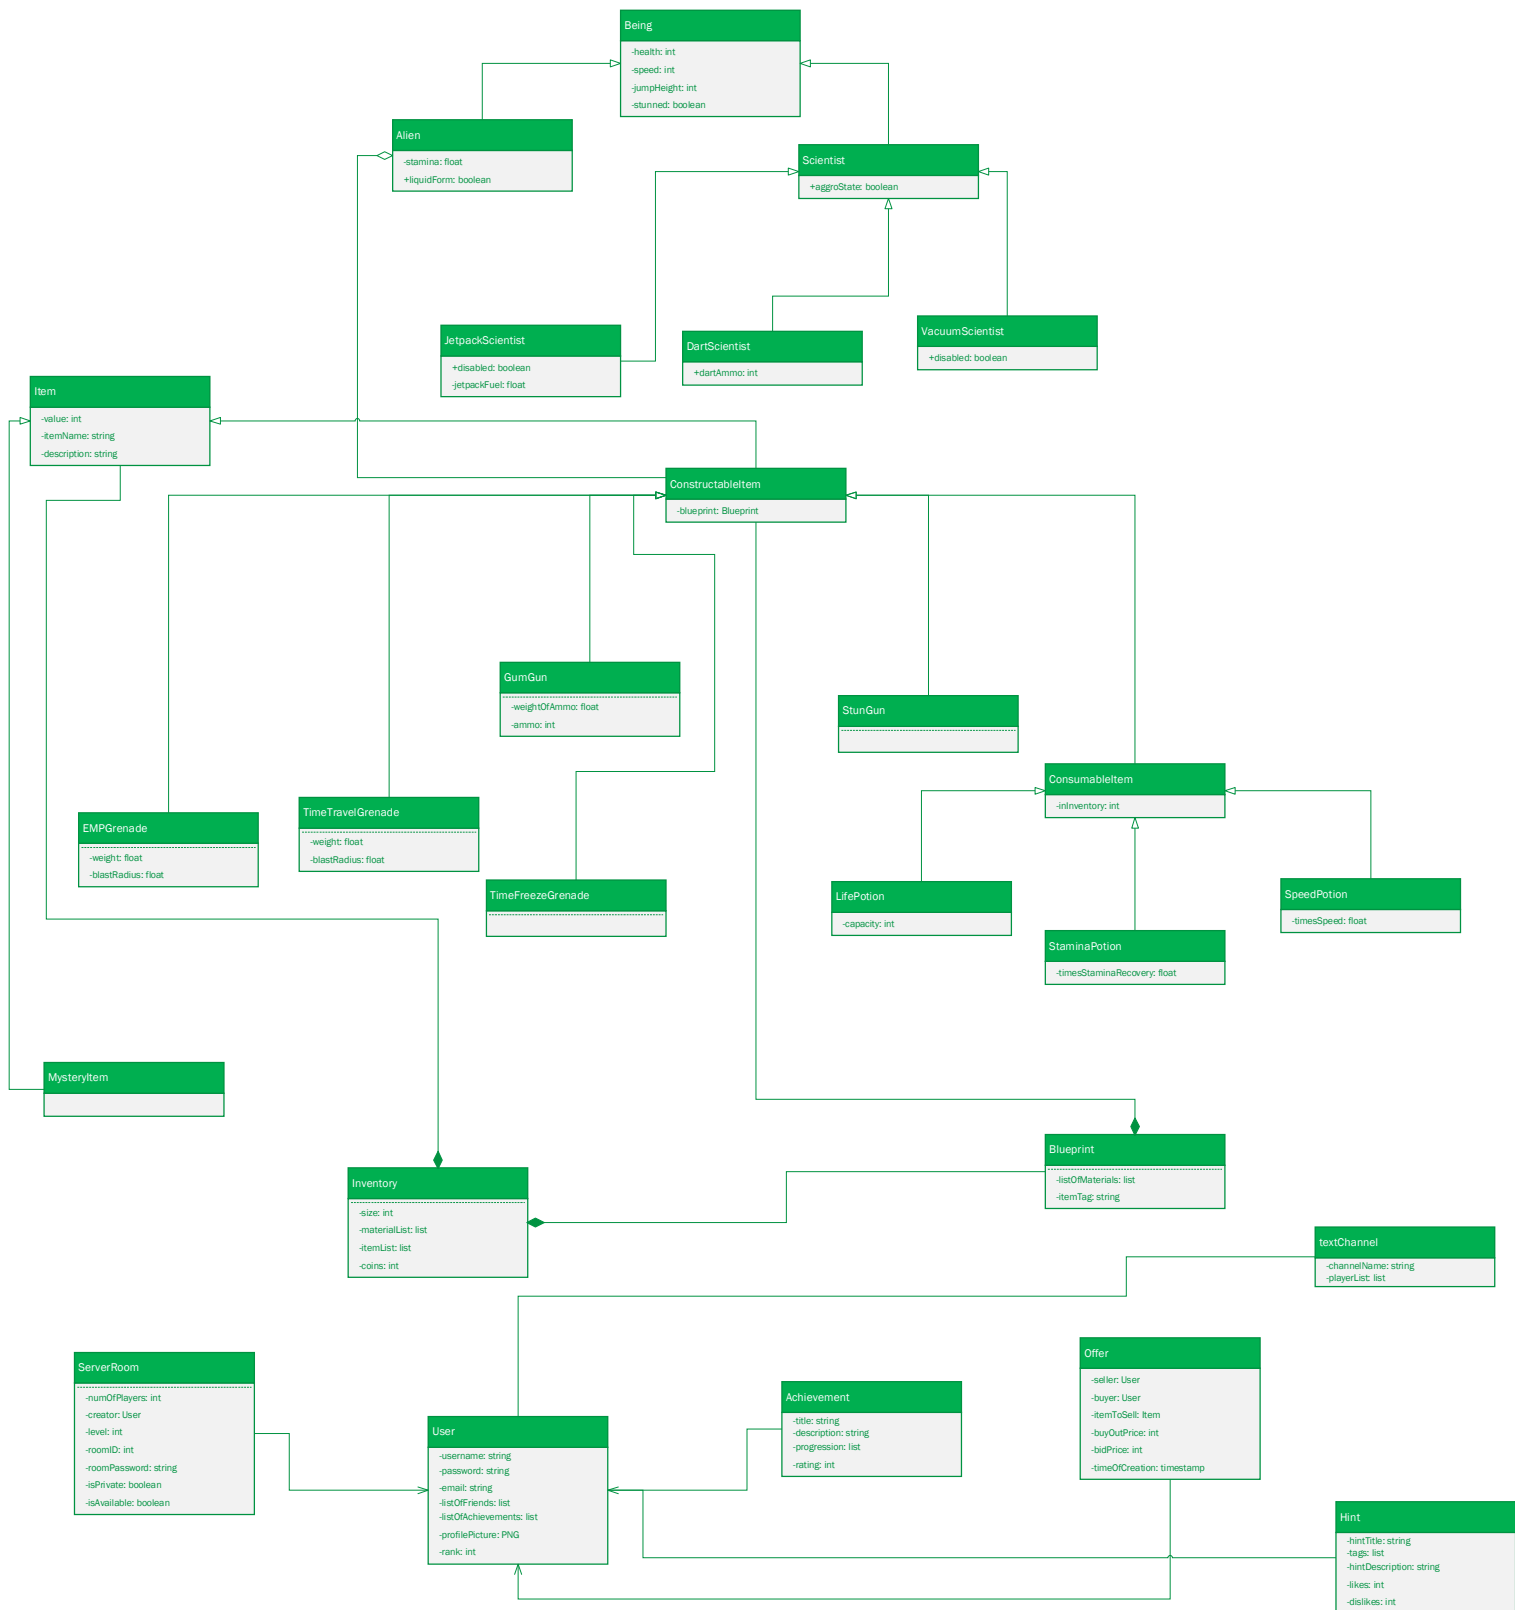 Being
-health: int
-speed: int
-jumpHeight: int
-stunned: boolean
Alien
-stamina: float
+liquidForm: boolean
Scientist
+aggroState: boolean
JetpackScientist
+disabled: boolean
-jetpackFuel: float
DartScientist
+dartAmmo: int
VacuumScientist
+disabled: boolean
Item
-value: int
-itemName: string
-description: string
ConstructableItem
-blueprint: Blueprint
GumGun
-weightOfAmmo: float
-ammo: int
StunGun
ConsumableItem
-inInventory: int
EMPGrenade
-weight: float
-blastRadius: float
TimeTravelGrenade
-weight: float
-blastRadius: float
TimeFreezeGrenade
LifePotion
-capacity: int
StaminaPotion
-timesStaminaRecovery: float
SpeedPotion
-timesSpeed: float
MysteryItem
Inventory
-size: int
-materialList: list
-itemList: list
-coins: int
Blueprint
-listOfMaterials: list
-itemTag: string
textChannel
-channelName: string
-playerList: list
ServerRoom
-numOfPlayers: int
-creator: User
-level: int
-roomID: int
-roomPassword: string
-isPrivate: boolean
-isAvailable: boolean
User
-username: string
-password: string
-email: string
-listOfFriends: list
-listOfAchievements: list
-profilePicture: PNG
-rank: int
Achievement
-title: string
-description: string
-progression: list
-rating: int
Offer
-seller: User
-buyer: User
-itemToSell: Item
-buyOutPrice: int
-bidPrice: int
-timeOfCreation: timestamp
Hint
-hintTitle: string
-tags: list
-hintDescription: string
-likes: int
-dislikes: int